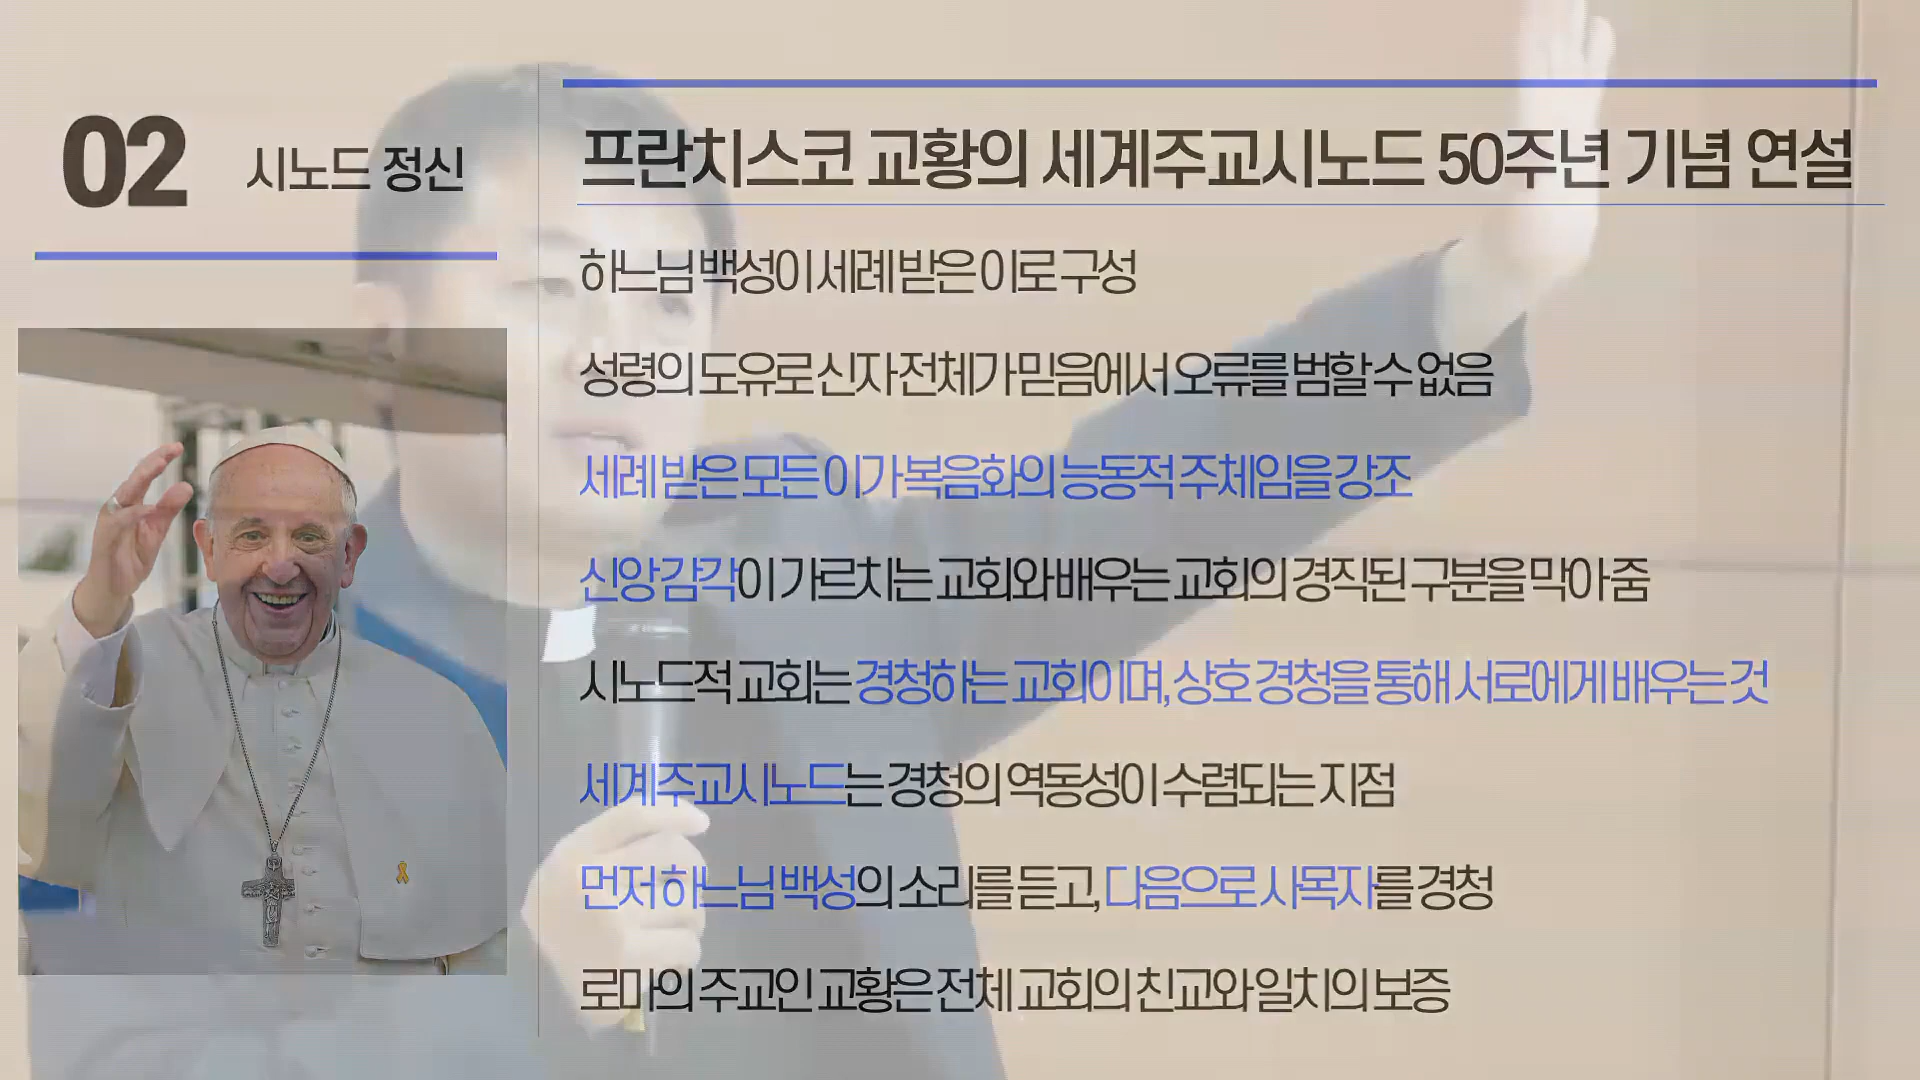 02 시노드 정신
프란치스코 교황의 세계주교시노드 50주년 기념 연설
하느님 백성이 세례 받은 이로 구성
성령의 도유로 신자 전체가 믿음에서 오류를 범할 수 없음
세례 받은 모든 이가 복음화의 능동적 주체임을 강조
신앙 감각이 가르치는 교회와 배우는 교회의 경직된 구분을 막아 줌
시노드적 교회는 경청하는 교회이며, 상호 경청을 통해 서로에게 배우는 것
세계주교시노드는 경청의 역동성이 수렴되는 지점
먼저 하느님 백성의 소리를 듣고, 다음으로 사목자를 경청
로마의 주교인 교황은 전체 교회의 친교와 일치의 보증